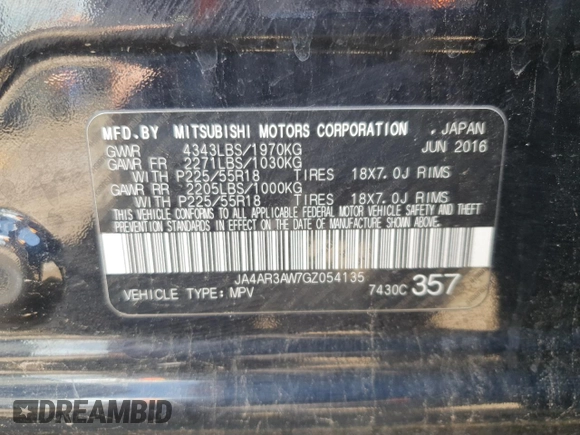 MFD.BY MITSUBISHI MOTORS CORPORATION , JAPAN
GWWR 4343LBS/1970KG JUN 2016
GAWR FR 2271LBS/1030KG
WITH P225/55R18 TIRES 18X7.0J RIMS
GAWR RR 2205LBS/1000KG
WITH P225/55R18 TIRES 18X7.0J RIMS
THIS VEHICLE CONFORMS TO ALL APPLICABLE FEDERAL MOTOR VEHICLE SAFETY AND THEFT
PREVENTION STANDARDS IN EFFECT ON THE DATE OF MANUFACTURE SHOWN ABOVE.
JA4AR3AW7GZ054135
VEHICLE TYPE:MPV 7430C 357
DREAMBID